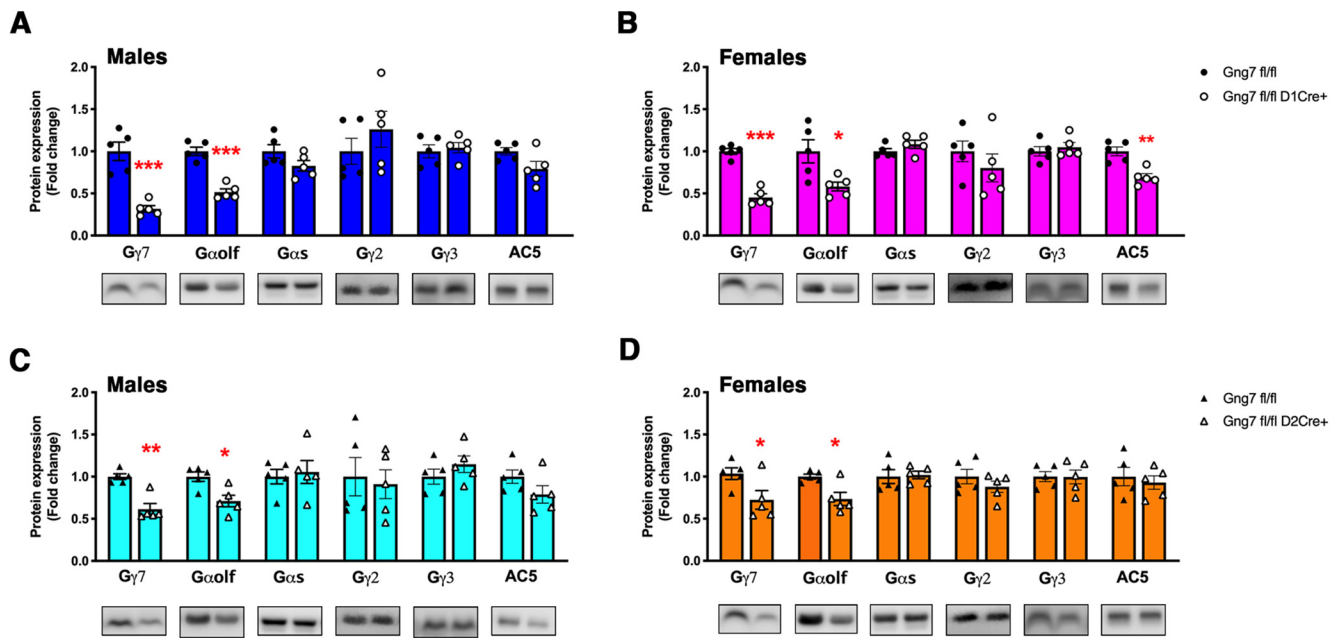 A
Males
Protein expression
(Fold change)
2.0
1.5
1.0
0.5
0.0
***
***
Gγ7
Gαolf
Gαs
Gγ2
Gγ3
AC5
B
Females
Protein expression
(Fold change)
2.0
1.5
1.0
0.5
0.0
***
*
**
Gγ7
Gαolf
Gαs
Gγ2
Gγ3
AC5
Gng7 fl/fl
Gng7 fl/fl D1Cre+
C
Males
Protein expression
(Fold change)
2.0
1.5
1.0
0.5
0.0
**
*
Gγ7
Gαolf
Gαs
Gγ2
Gγ3
AC5
D
Females
Protein expression
(Fold change)
2.0
1.5
1.0
0.5
0.0
*
*
Gγ7
Gαolf
Gαs
Gγ2
Gγ3
AC5
Gng7 fl/fl
Gng7 fl/fl D2Cre+